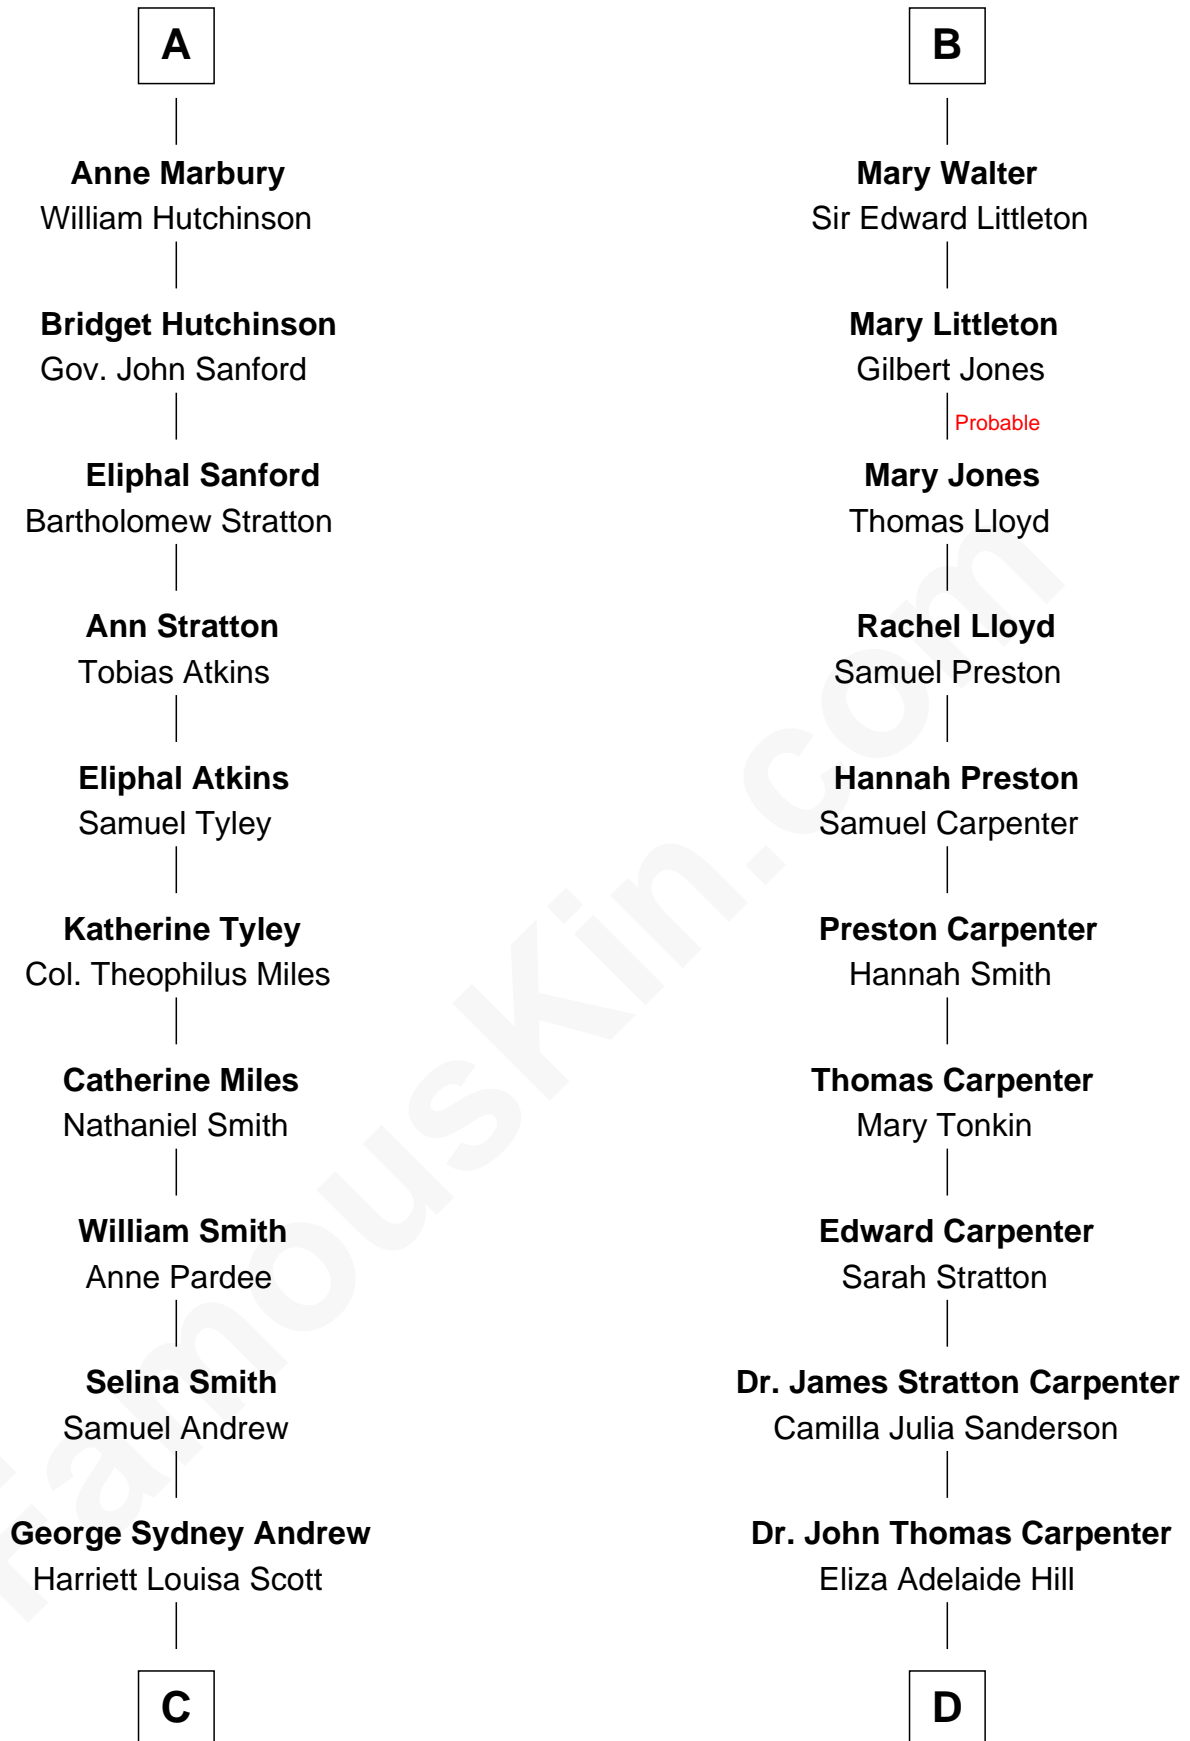 A
Anne Marbury
William Hutchinson
Bridget Hutchinson
Gov. John Sanford
Eliphal Sanford
Bartholomew Stratton
Ann Stratton
Tobias Atkins
Eliphal Atkins
Samuel Tyley
Katherine Tyley
Col. Theophilus Miles
Catherine Miles
Nathaniel Smith
William Smith
Anne Pardee
Selina Smith
Samuel Andrew
George Sydney Andrew
Harriett Louisa Scott
C
B
Mary Walter
Sir Edward Littleton
Mary Littleton
Gilbert Jones
Probable
Mary Jones
Thomas Lloyd
Rachel Lloyd
Samuel Preston
Hannah Preston
Samuel Carpenter
Preston Carpenter
Hannah Smith
Thomas Carpenter
Mary Tonkin
Edward Carpenter
Sarah Stratton
Dr. James Stratton Carpenter
Camilla Julia Sanderson
Dr. John Thomas Carpenter
Eliza Adelaide Hill
D
FamousKin.com